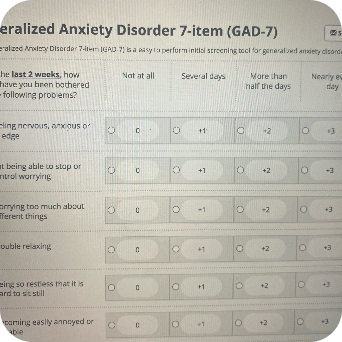 eralized Anxiety Disorder 7-item (GAD-7)
eralized Anxiety Disorder 7-item (GAD-7) is a easy to perform initial screening tool for generalized anxiety disord
he last 2 weeks, how
have you been bothered
following problems?
Not at all
Several days
More than
half the days
Nearly ev
day
eling nervous, anxious or
edge
0
+1
+2
+3
t being able to stop or
ntrol worrying
0
+1
+2
+3
orrying too much about
fferent things
0
+1
+2
+3
ouble relaxing
0
+1
+2
+3
eing so restless that it is
ard to sit still
0
+1
+2
+3
coming easily annoyed or
able
0
+1
+2
+3